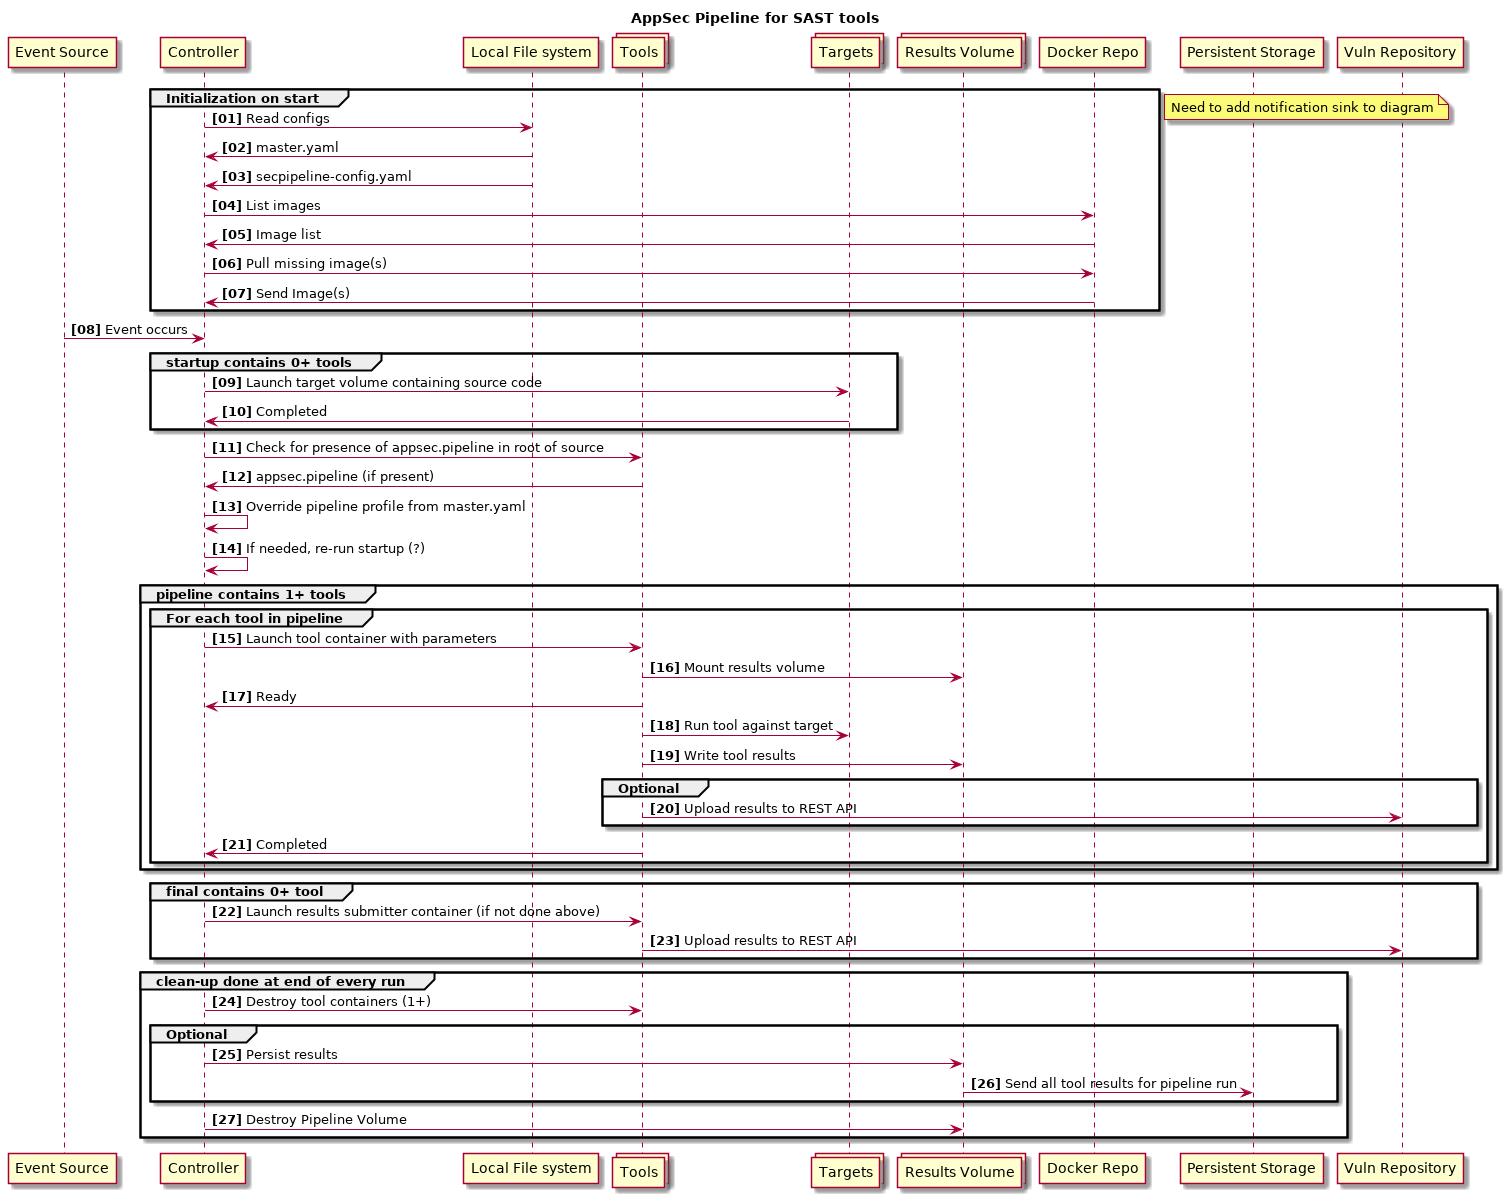 AppSec Pipeline for SAST tools
Event Source
Controller
Local File system
Tools
Targets
Results Volume
Docker Repo
Persistent Storage
Vuln Repository
Initialization on start
Need to add notification sink to diagram
[01] Read configs
[02] master.yaml
[03] secpipeline-config.yaml
[04] List images
[05] Image list
[06] Pull missing image(s)
[07] Send Image(s)
[08] Event occurs
startup contains 0+ tools
[09] Launch target volume containing source code
[10] Completed
[11] Check for presence of appsec.pipeline in root of source
[12] appsec.pipeline (if present)
[13] Override pipeline profile from master.yaml
[14] If needed, re-run startup (?)
pipeline contains 1+ tools
For each tool in pipeline
[15] Launch tool container with parameters
[16] Mount results volume
[17] Ready
[18] Run tool against target
[19] Write tool results
Optional
[20] Upload results to REST API
[21] Completed
final contains 0+ tool
[22] Launch results submitter container (if not done above)
[23] Upload results to REST API
clean-up done at end of every run
[24] Destroy tool containers (1+)
Optional
[25] Persist results
[26] Send all tool results for pipeline run
[27] Destroy Pipeline Volume
Event Source
Controller
Local File system
Tools
Targets
Results Volume
Docker Repo
Persistent Storage
Vuln Repository